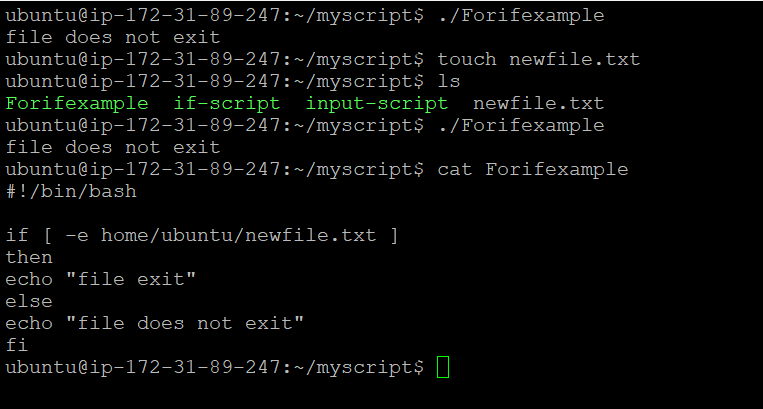 ubuntu@ip-172-31-89-247:~/myscript$ ./Forifexample
file does not exit
ubuntu@ip-172-31-89-247:~/myscript$ touch newfile.txt
ubuntu@ip-172-31-89-247:~/myscript$ ls
Forifexample  if-script  input-script  newfile.txt
ubuntu@ip-172-31-89-247:~/myscript$ ./Forifexample
file does not exit
ubuntu@ip-172-31-89-247:~/myscript$ cat Forifexample
#!/bin/bash

if [ -e home/ubuntu/newfile.txt ]
then
echo "file exit"
else
echo "file does not exit"
fi
ubuntu@ip-172-31-89-247:~/myscript$